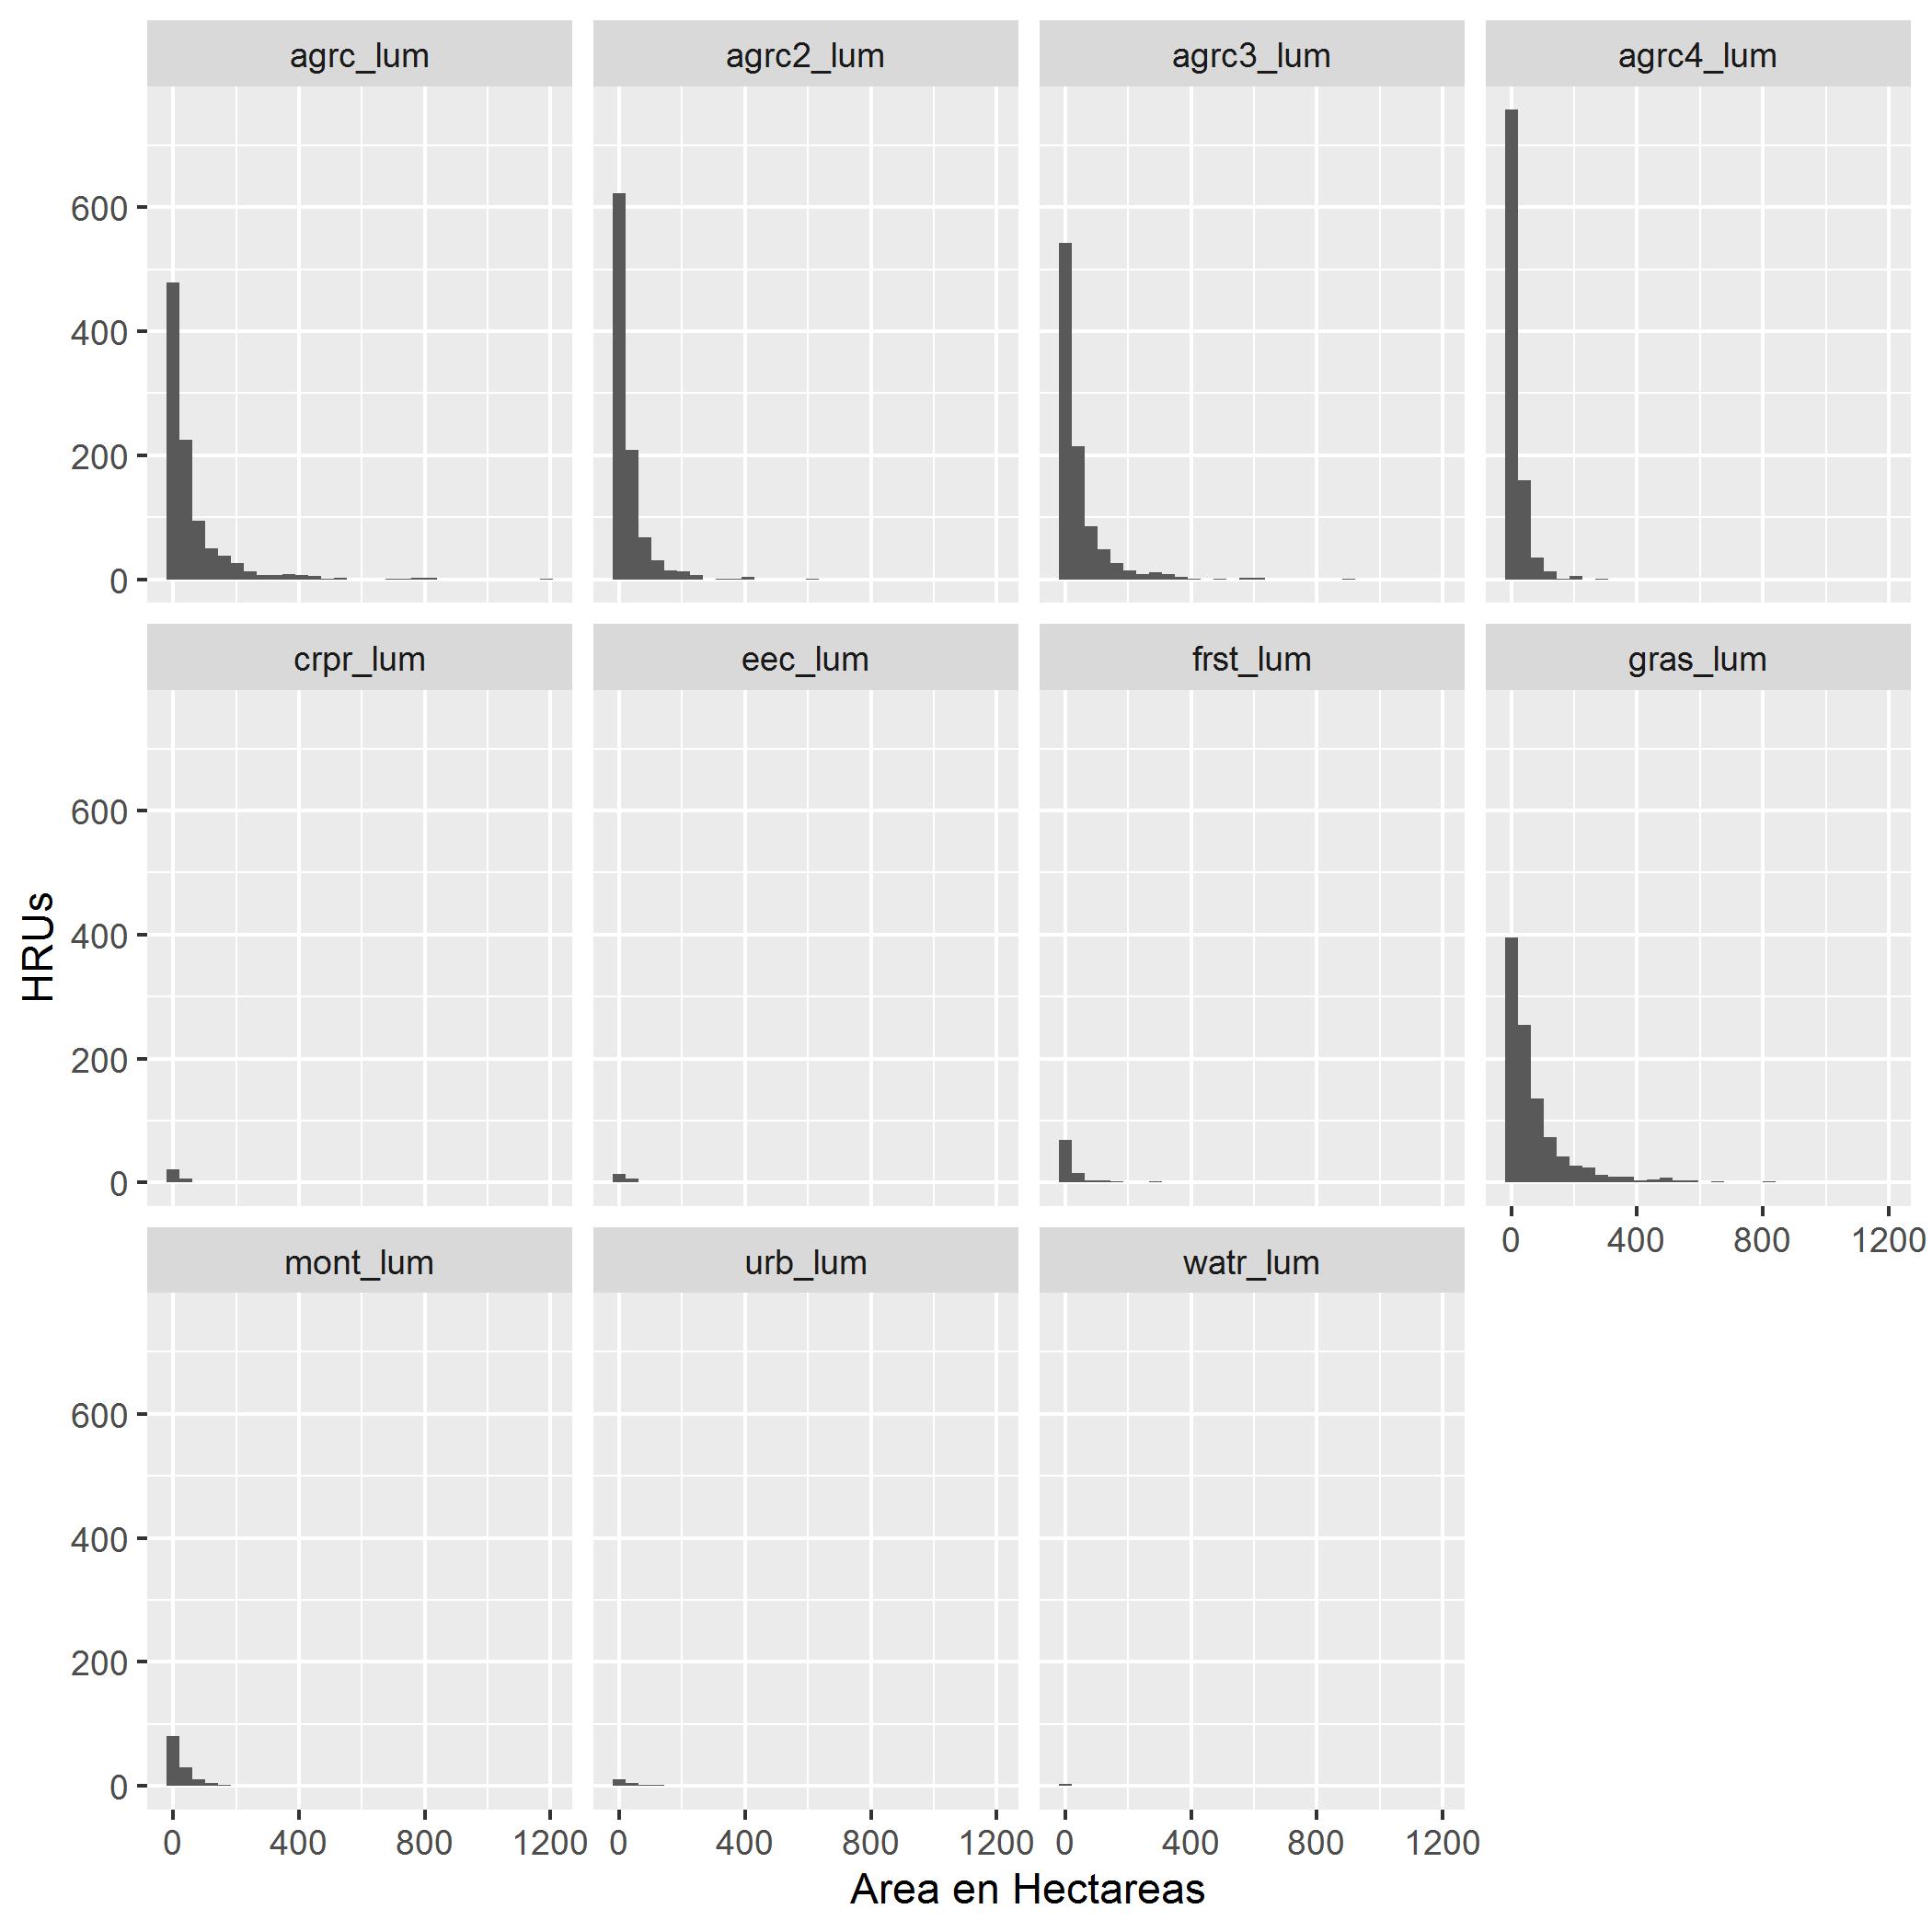 agrc_lum agrc2_lum agrc3_lum agrc4_lum
600
400
200
0
crpr_lum eec_lum frst_lum gras_lum
600
400
200
0
HRUs
0 400 800 1200
mont_lum urb_lum watr_lum
600
400
200
0
0 400 800 1200 0 400 800 1200 0 400 800 1200
Area en Hectareas